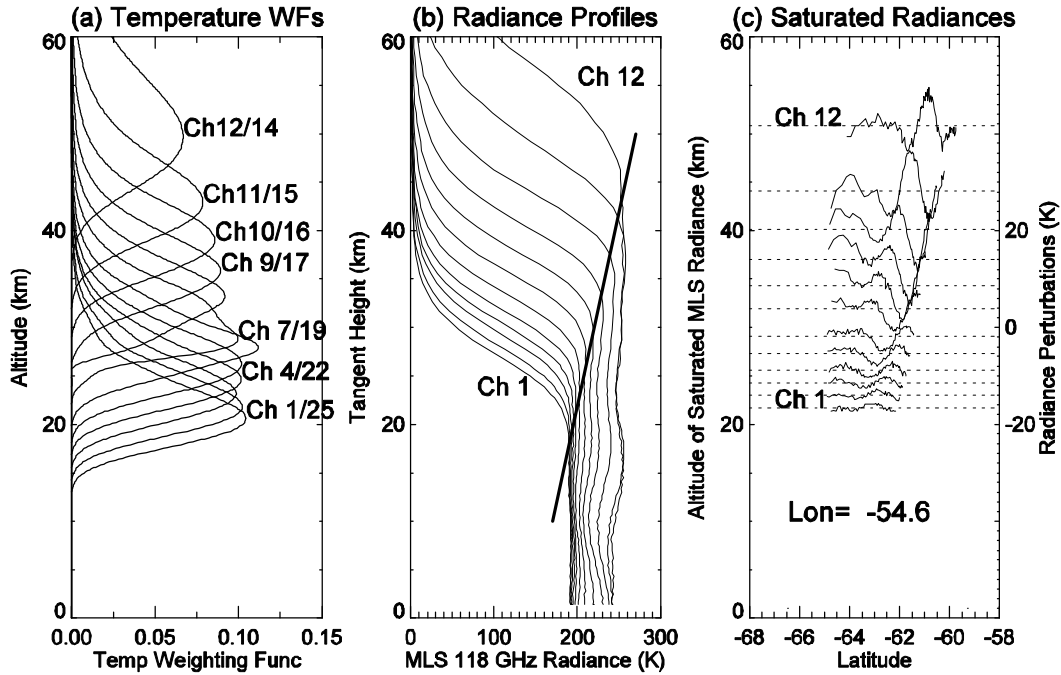 (a) Temperature WFs
60
40
20
0
Altitude (km)
Ch12/14
Ch11/15
Ch10/16
Ch 9/17
Ch 7/19
Ch 4/22
Ch 1/25
0.00 0.05 0.10 0.15
Temp Weighting Func
(b) Radiance Profiles
60
40
20
0
Tangent Height (km)
Ch 12
Ch 1
0 100 200 300
MLS 118 GHz Radiance (K)
(c) Saturated Radiances
60
40
20
0
Altitude of Saturated MLS Radiance (km)
Ch 12
Ch 1
Lon= -54.6
20
0
-20
Radiance Perturbations (K)
-68 -66 -64 -62 -60 -58
Latitude